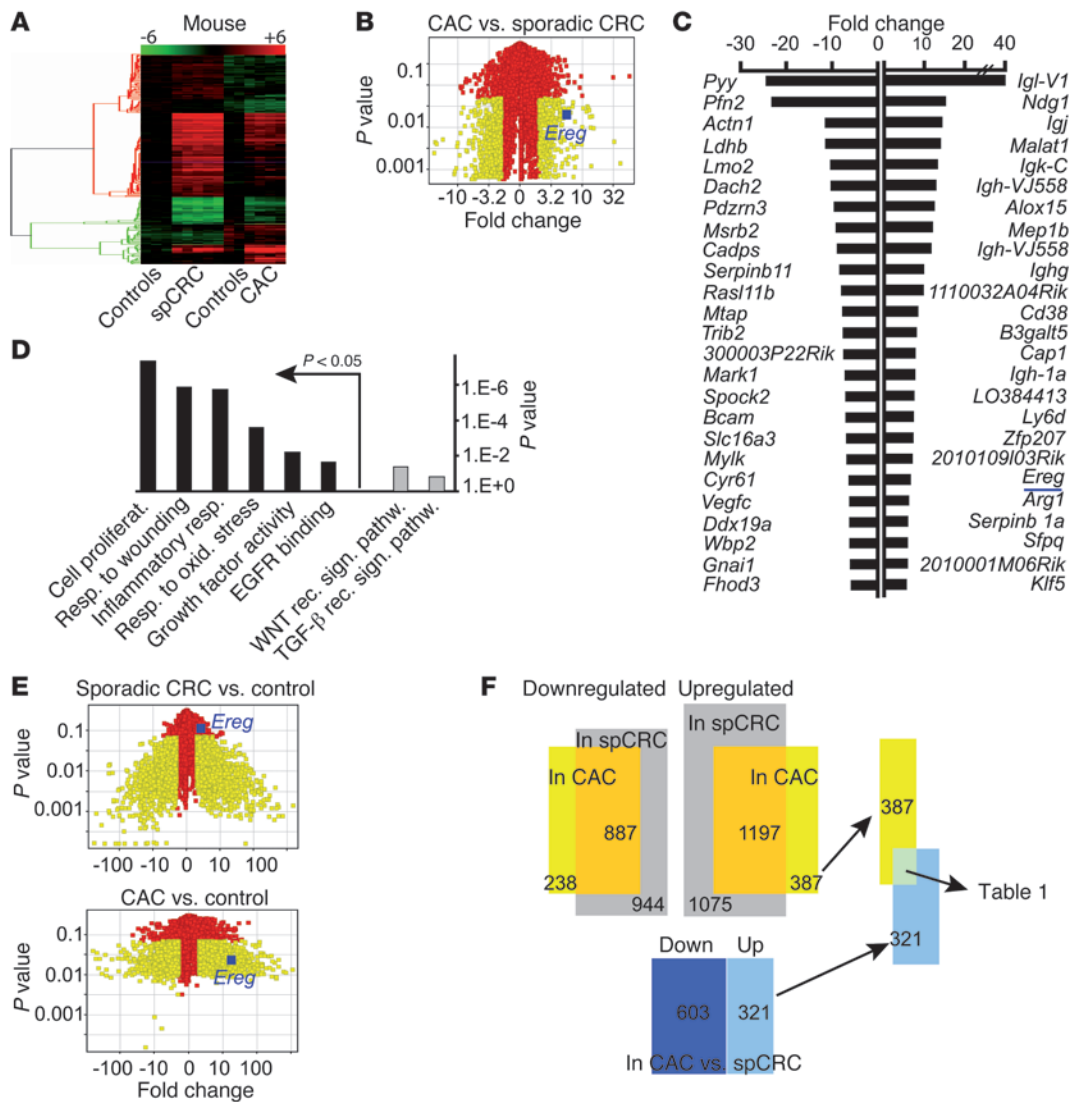 A
Mouse
-6 +6
Controls
spCRC
Controls
CAC
B
CAC vs. sporadic CRC
P value
0.1
0.01
0.001
Ereg
-10 -3.2 0 3.2 10 32
Fold change
C
Fold change
-30 -20 -10 0 10 20 40
Pyy Igl-V1
Pfn2 Ndg1
Actn1 Igj
Ldhb Malat1
Lmo2 Igk-C
Dach2 Igh-VJ558
Pdzrn3 Alox15
Msrb2 Mep1b
Cadps Igh-VJ558
Serpinb11 Ighg
Rasl11b 1110032A04Rik
Mtap Cd38
Trib2 B3galt5
300003P22Rik Cap1
Mark1 Igh-1a
Spock2 LO384413
Bcam Ly6d
Slc16a3 Zfp207
Mylk 2010109I03Rik
Cyr61 Ereg
Vegfc Arg1
Ddx19a Serpinb 1a
Wbp2 Sfpq
Gnai1 2010001M06Rik
Fhod3 Klf5
D
P < 0.05
1.E-6
1.E-4
1.E-2
1.E+0
P value
Cell proliferat.
Resp. to wounding
Inflammatory resp.
Resp. to oxid. stress
Growth factor activity
EGFR binding
WNT rec. sign. pathw.
TGF-β rec. sign. pathw.
E
Sporadic CRC vs. control
P value
0.1
0.01
0.001
Ereg
-100 -10 0 10 100
CAC vs. control
P value
0.1
0.01
0.001
Ereg
-100 -10 0 10 100
Fold change
F
Downregulated Upregulated
In spCRC
In CAC
887
238
944
In spCRC
In CAC
1197
387
1075
387
321
Table 1
Down Up
603 321
In CAC vs. spCRC